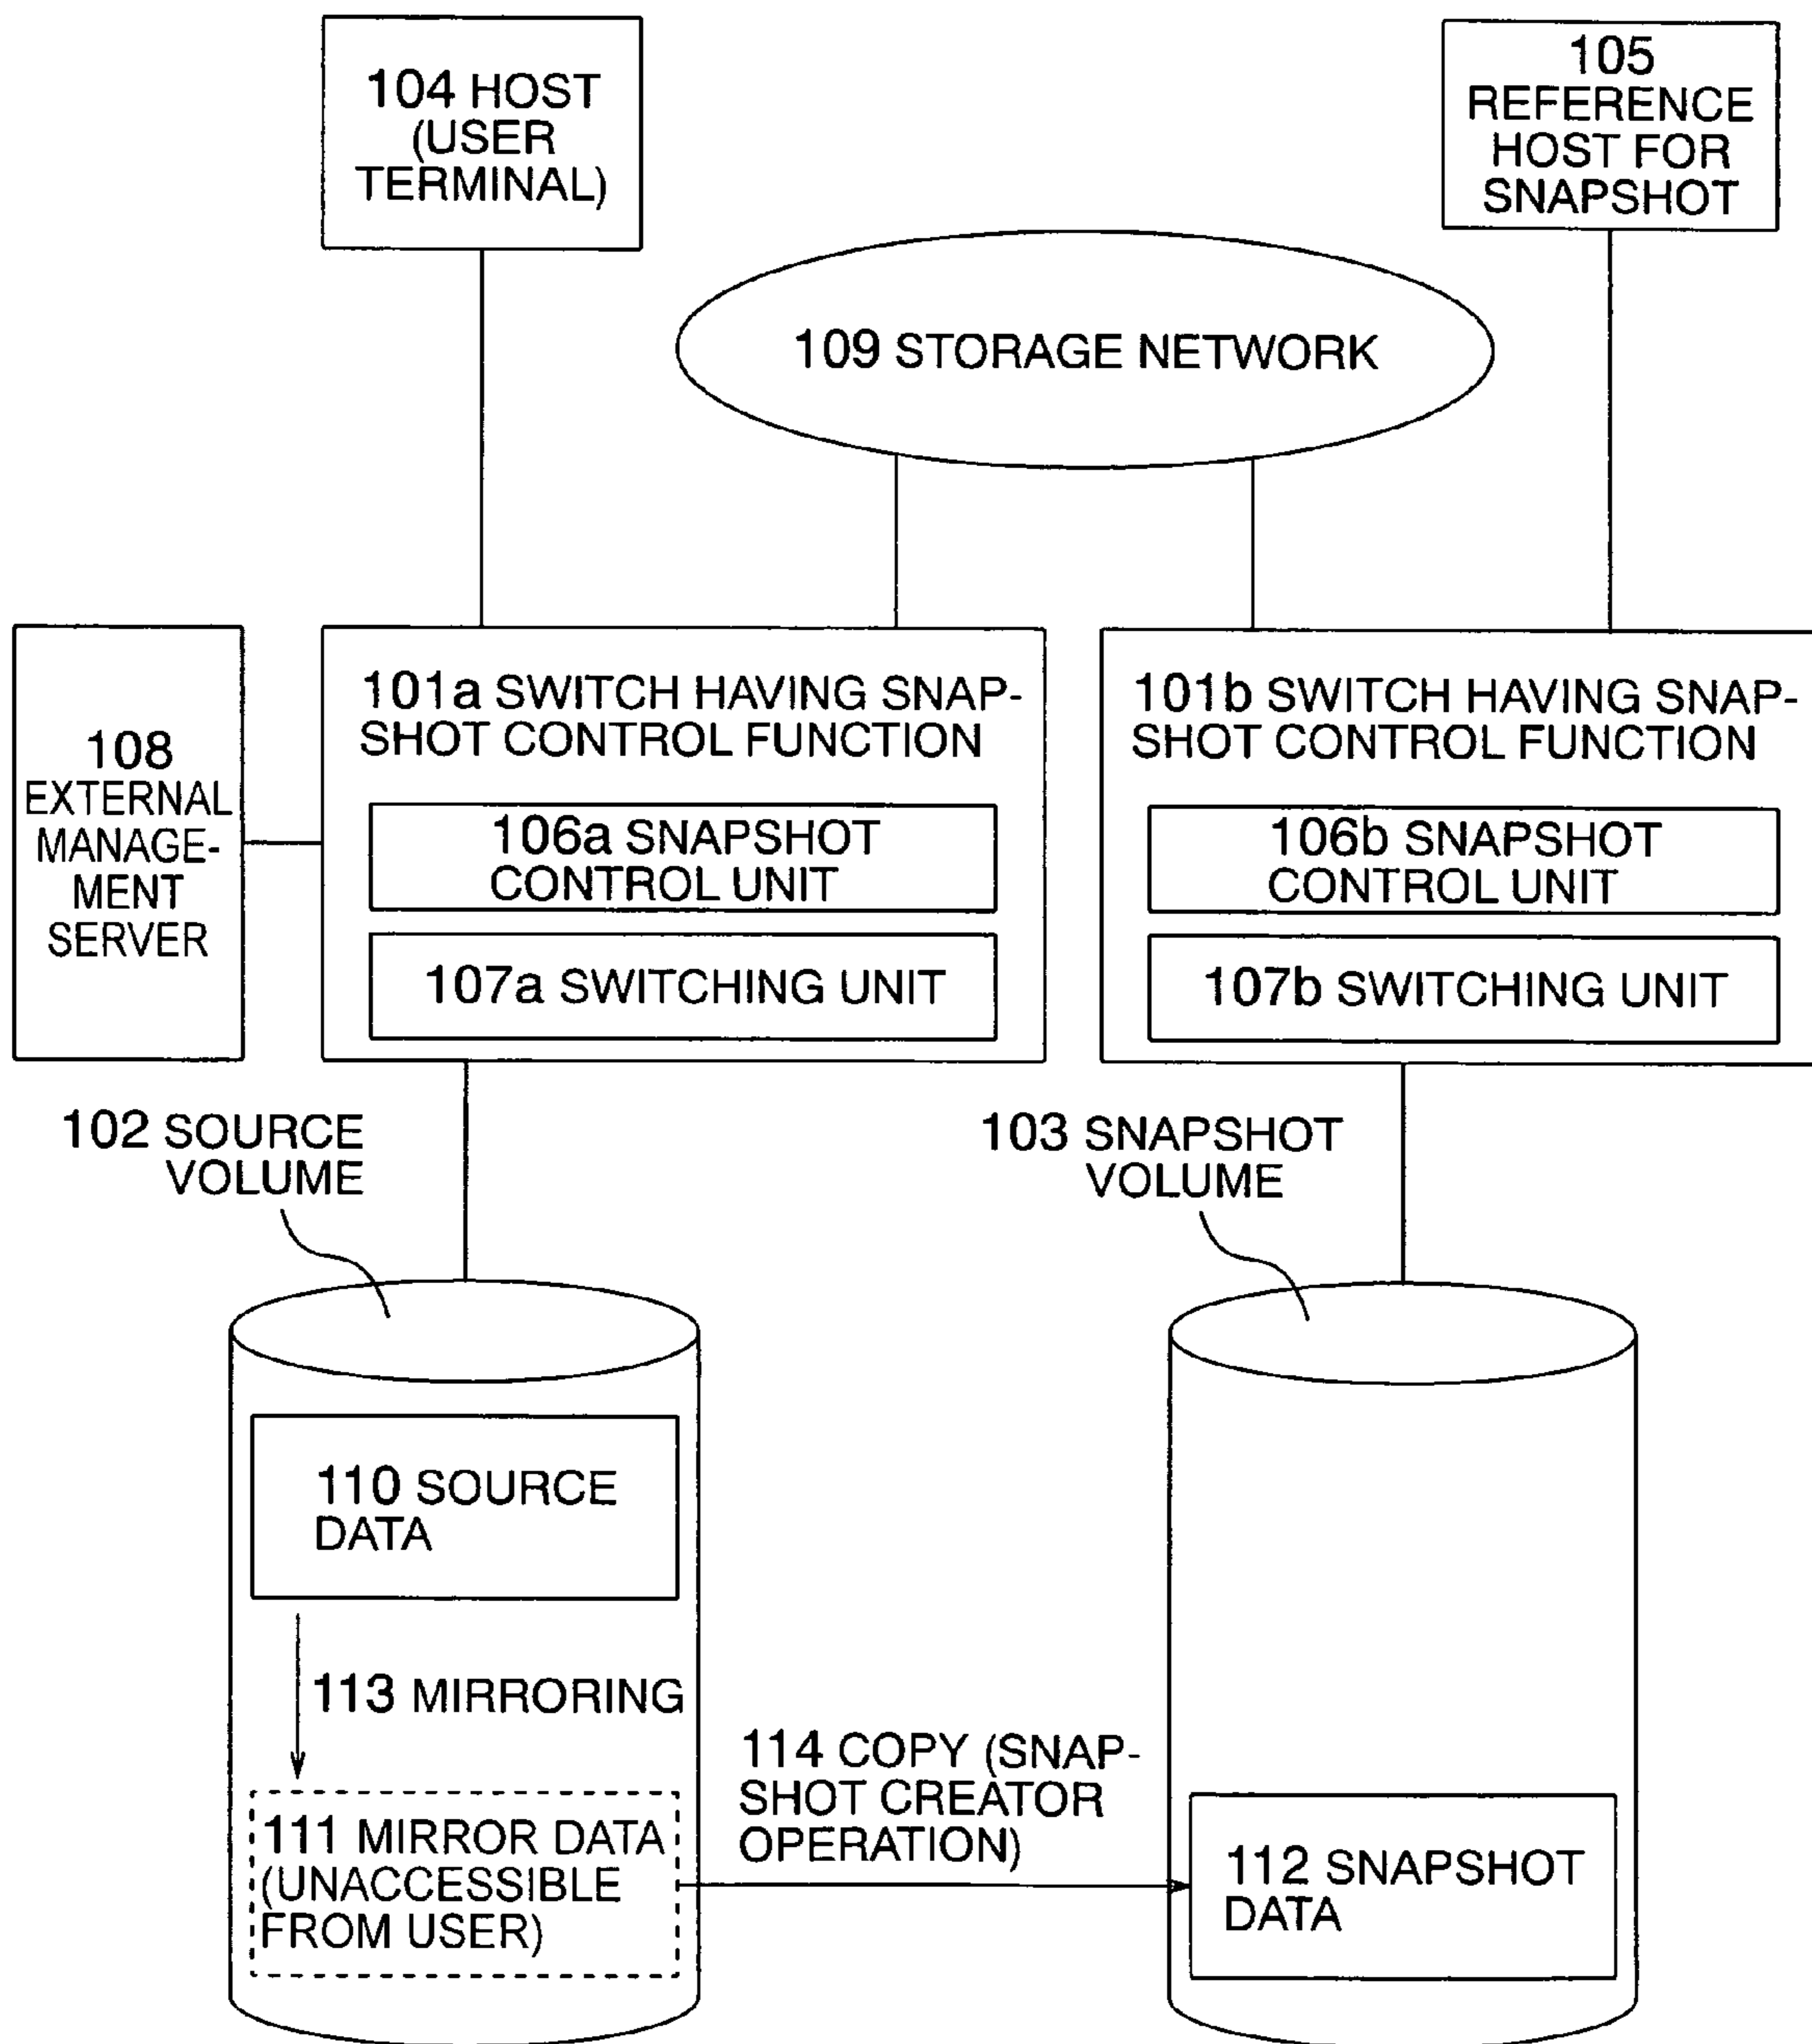 104 HOST
(USER
TERMINAL)
105
REFERENCE
HOST FOR
SNAPSHOT
109 STORAGE NETWORK
108
EXTERNAL
MANAGE-
MENT
SERVER
101a SWITCH HAVING SNAP-
SHOT CONTROL FUNCTION
106a SNAPSHOT
CONTROL UNIT
107a SWITCHING UNIT
101b SWITCH HAVING SNAP-
SHOT CONTROL FUNCTION
106b SNAPSHOT
CONTROL UNIT
107b SWITCHING UNIT
102 SOURCE
VOLUME
103 SNAPSHOT
VOLUME
110 SOURCE
DATA
113 MIRRORING
111 MIRROR DATA
(UNACCESSIBLE
FROM USER)
114 COPY (SNAP-
SHOT CREATOR
OPERATION)
112 SNAPSHOT
DATA